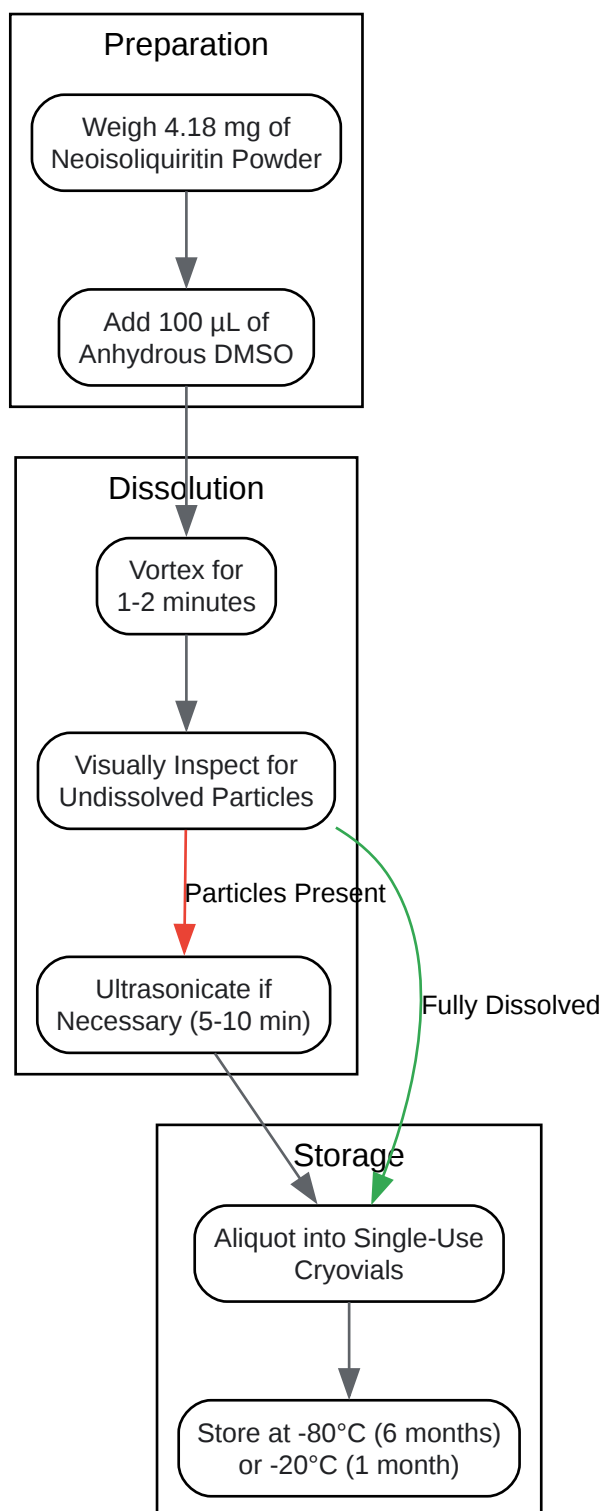 Preparation
Weigh 4.18 mg of
Neoisoliquiritin Powder
Add 100 µL of
Anhydrous DMSO
Dissolution
Vortex for
1-2 minutes
Visually Inspect for
Undissolved Particles
Particles Present
Ultrasonicate if
Necessary (5-10 min)
Fully Dissolved
Storage
Aliquot into Single-Use
Cryovials
Store at -80°C (6 months)
or -20°C (1 month)